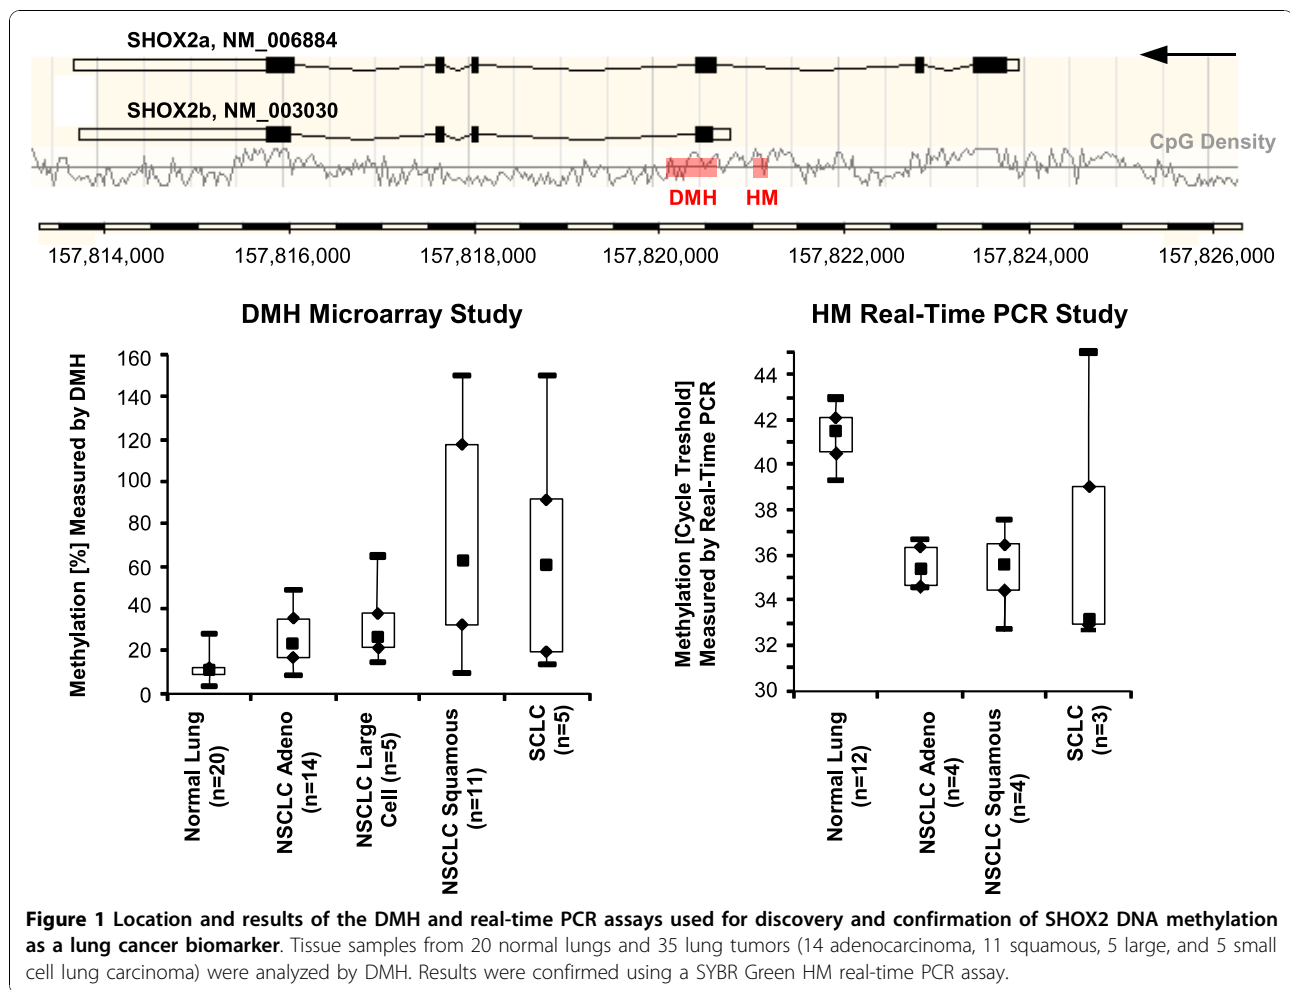 SHOX2a, NM_006884
SHOX2b, NM_003030
CpG Density
DMH HM
157,814,000 157,816,000 157,818,000 157,820,000 157,822,000 157,824,000 157,826,000
DMH Microarray Study
Methylation [%] Measured by DMH
160
140
120
100
80
60
40
20
0
Normal Lung
(n=20)
NSCLC Adeno
(n=14)
NSCLC Large
Cell (n=5)
NSCLC Squamous
(n=11)
SCLC
(n=5)
HM Real-Time PCR Study
Methylation [Cycle Treshold]
Measured by Real-Time PCR
44
42
40
38
36
34
32
30
Normal Lung
(n=12)
NSCLC Adeno
(n=4)
NSCLC Squamous
(n=4)
SCLC
(n=3)
Figure 1 Location and results of the DMH and real-time PCR assays used for discovery and confirmation of SHOX2 DNA methylation
as a lung cancer biomarker. Tissue samples from 20 normal lungs and 35 lung tumors (14 adenocarcinoma, 11 squamous, 5 large, and 5 small
cell lung carcinoma) were analyzed by DMH. Results were confirmed using a SYBR Green HM real-time PCR assay.